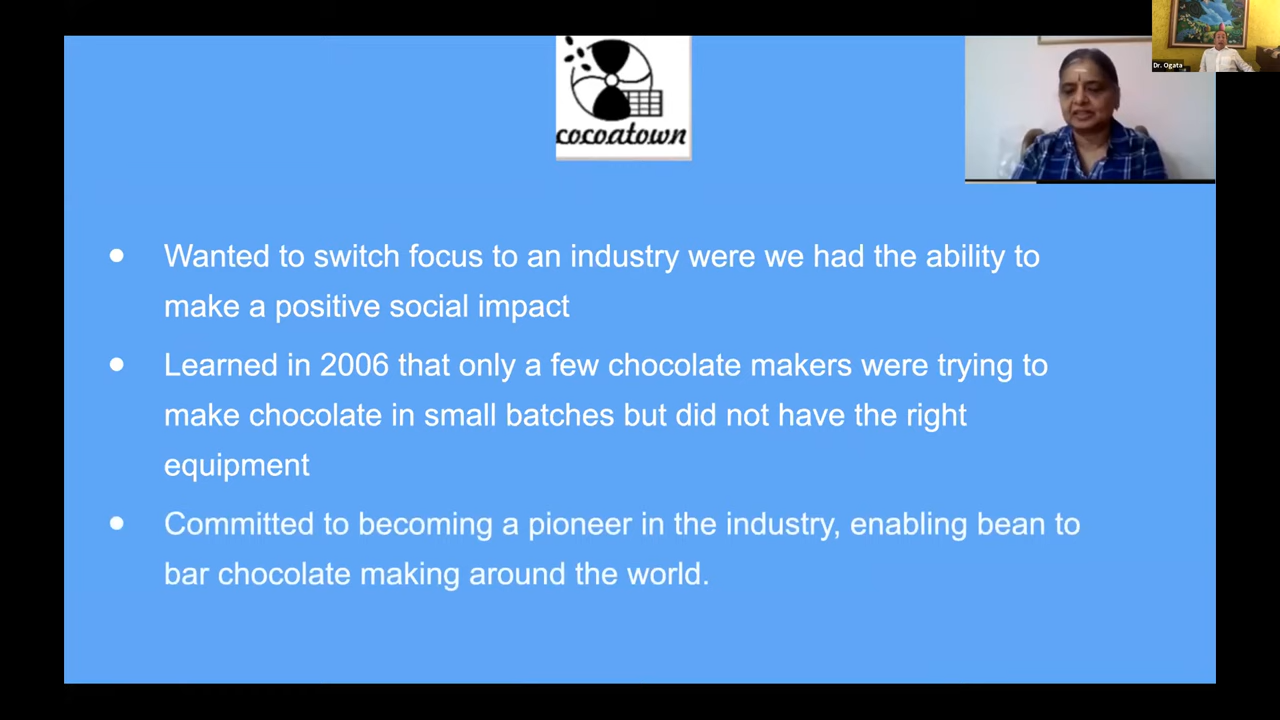 cocoatown
Dr. Ogata
Wanted to switch focus to an industry were we had the ability to
make a positive social impact
Learned in 2006 that only a few chocolate makers were trying to
make chocolate in small batches but did not have the right
equipment
Committed to becoming a pioneer in the industry, enabling bean to
bar chocolate making around the world.